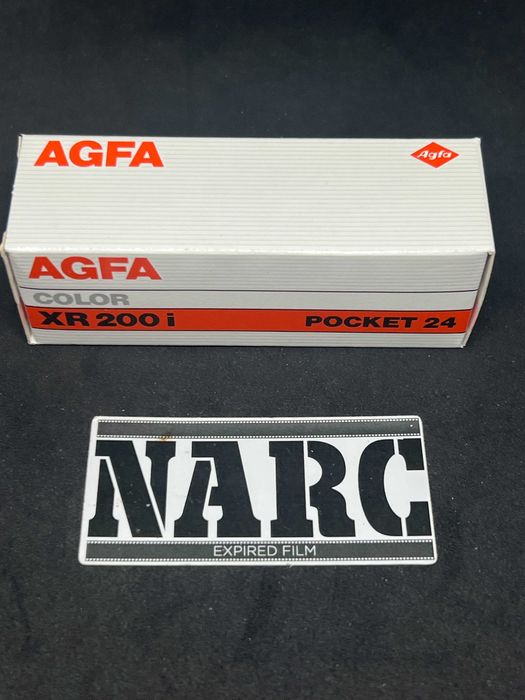 AGFA
Agfa
AGFA
COLOR
XR 200 i POCKET 24
NARC
EXPIRED FILM